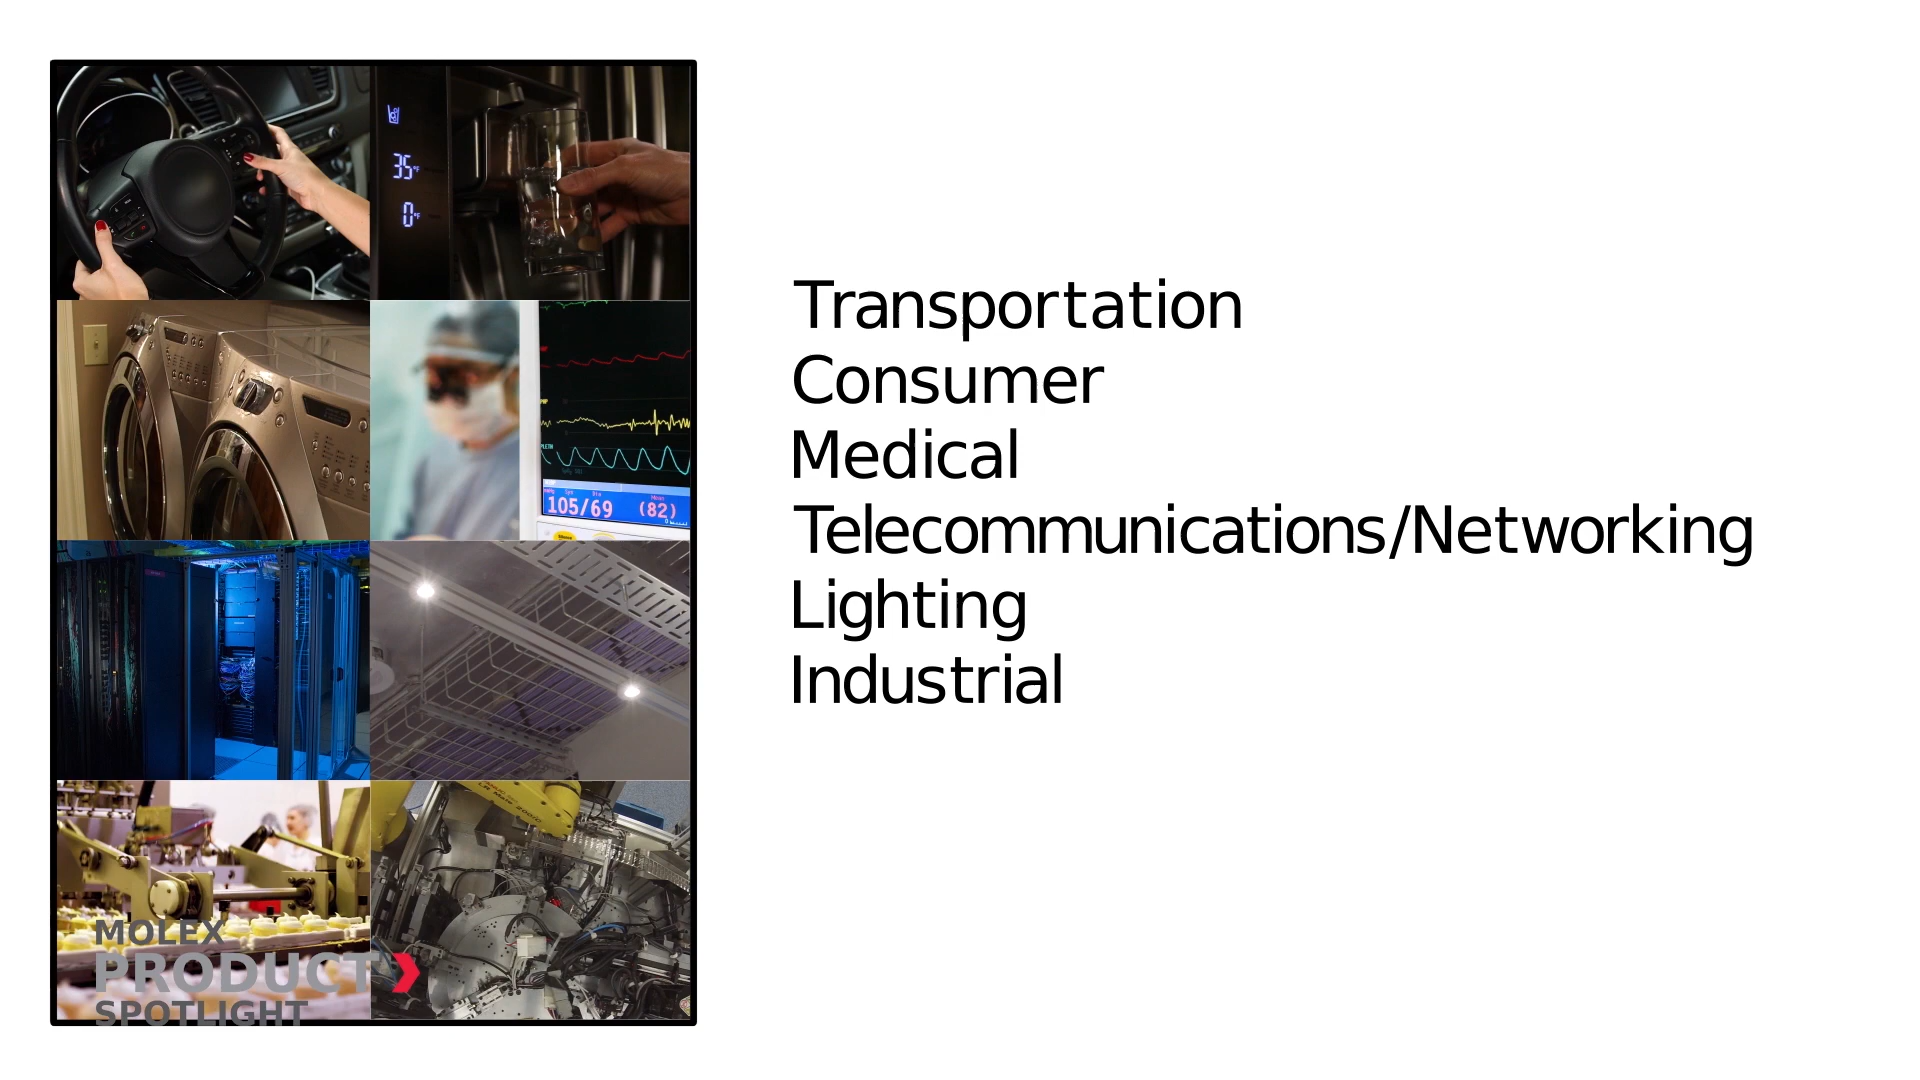 35°F
0°F
105/69 (82)
MOLEX
PRODUCT
SPOTLIGHT
Transportation
Consumer
Medical
Telecommunications/Networking
Lighting
Industrial